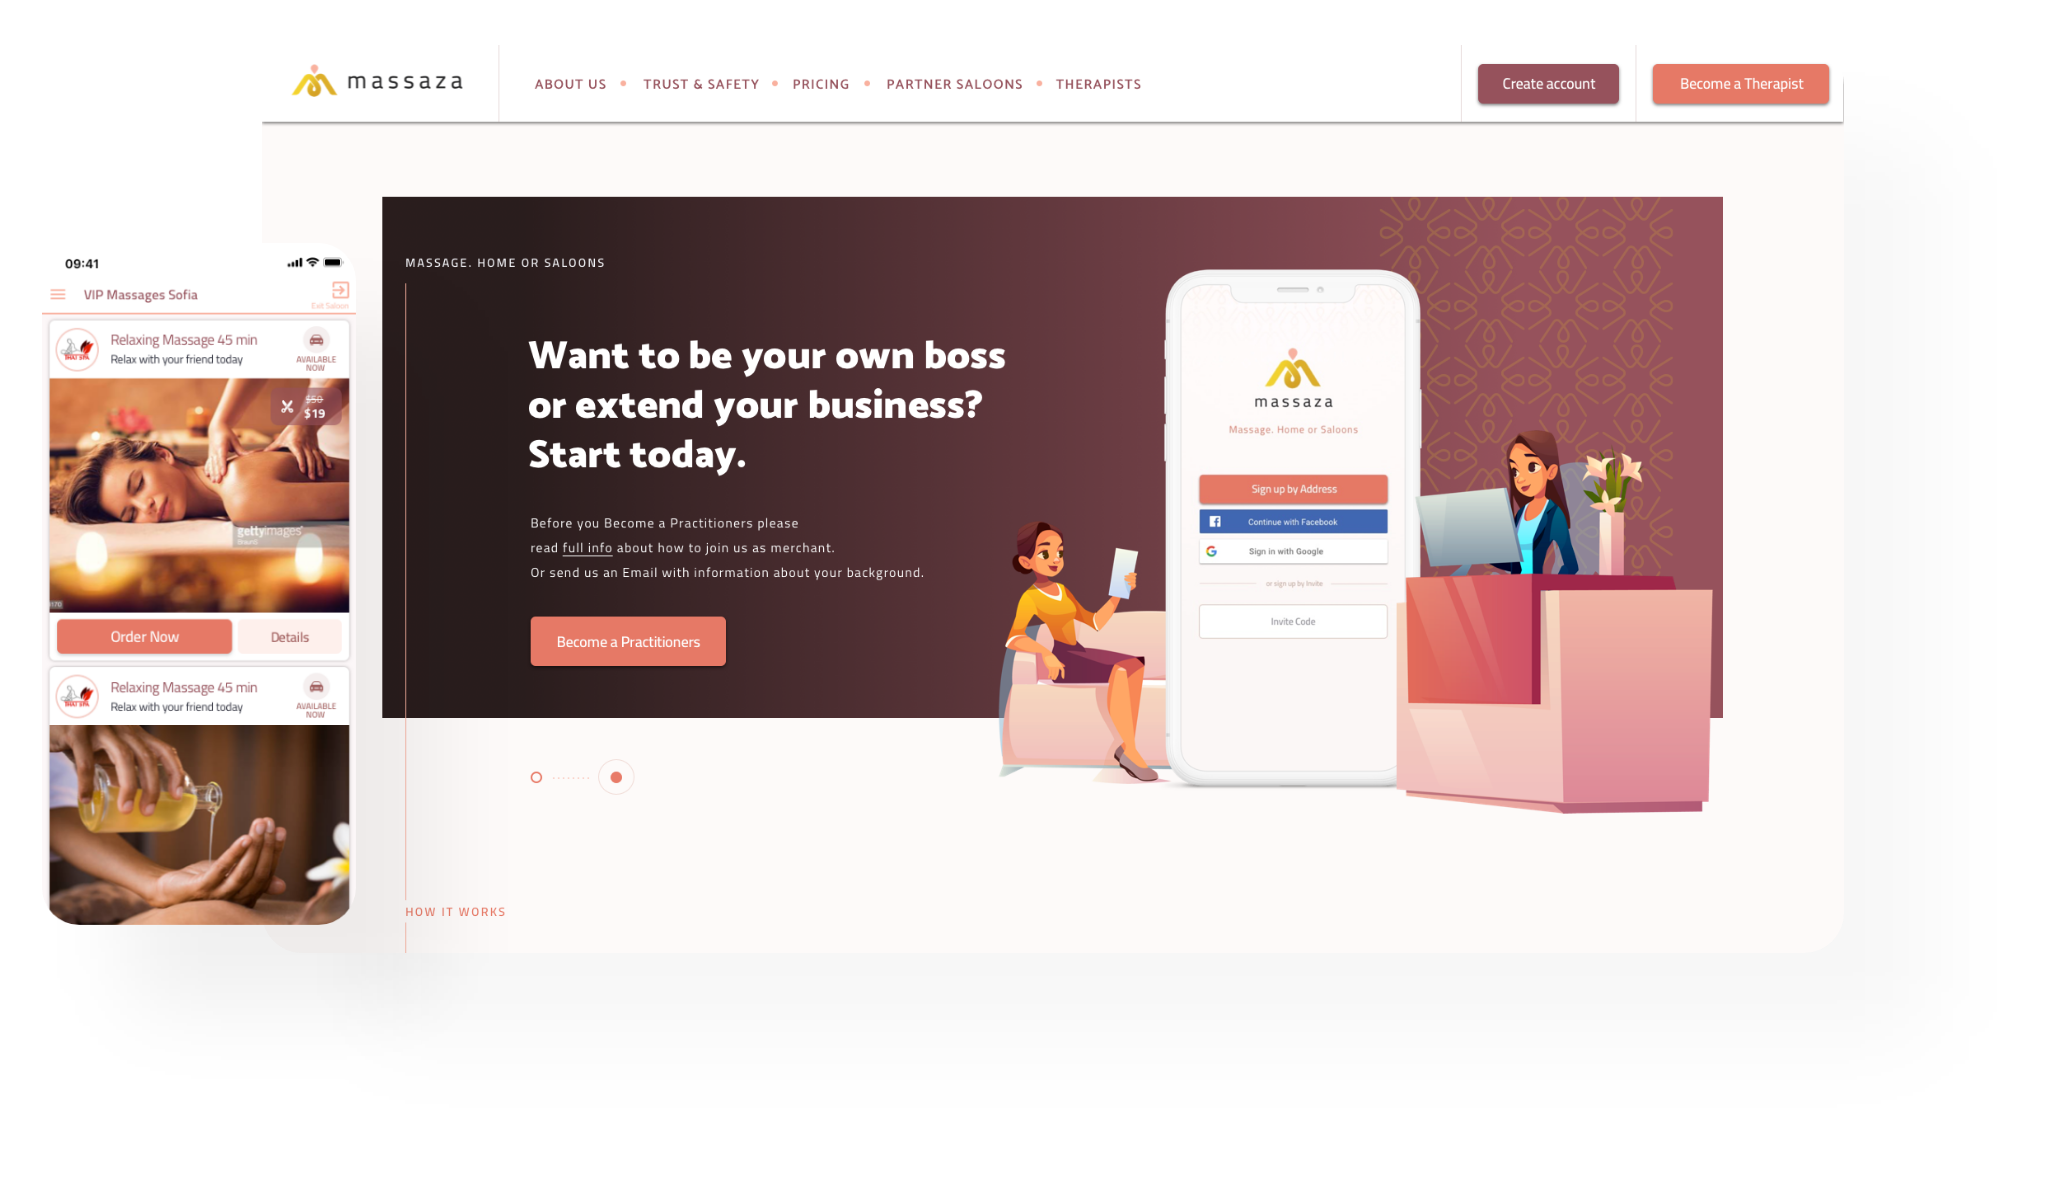 massaza
ABOUT US • TRUST & SAFETY • PRICING • PARTNER SALOONS • THERAPISTS
Create account
Become a Therapist
MASSAGE. HOME OR SALOONS
Want to be your own boss
or extend your business?
Start today.
Before you Become a Practitioners please
read full info about how to join us as merchant.
Or send us an Email with information about your background.
Become a Practitioners
HOW IT WORKS
massaza
Massage. Home or Saloons
Sign up by Address
Continue with Facebook
Sign in with Google
or sign up by Invite
Invite Code
09:41
VIP Massages Sofia
Exit Saloon
Relaxing Massage 45 min
Relax with your friend today
AVAILABLE
NOW
THAI SPA
$50
$19
gettyimages
Order Now
Details
Relaxing Massage 45 min
Relax with your friend today
AVAILABLE
NOW
THAI SPA